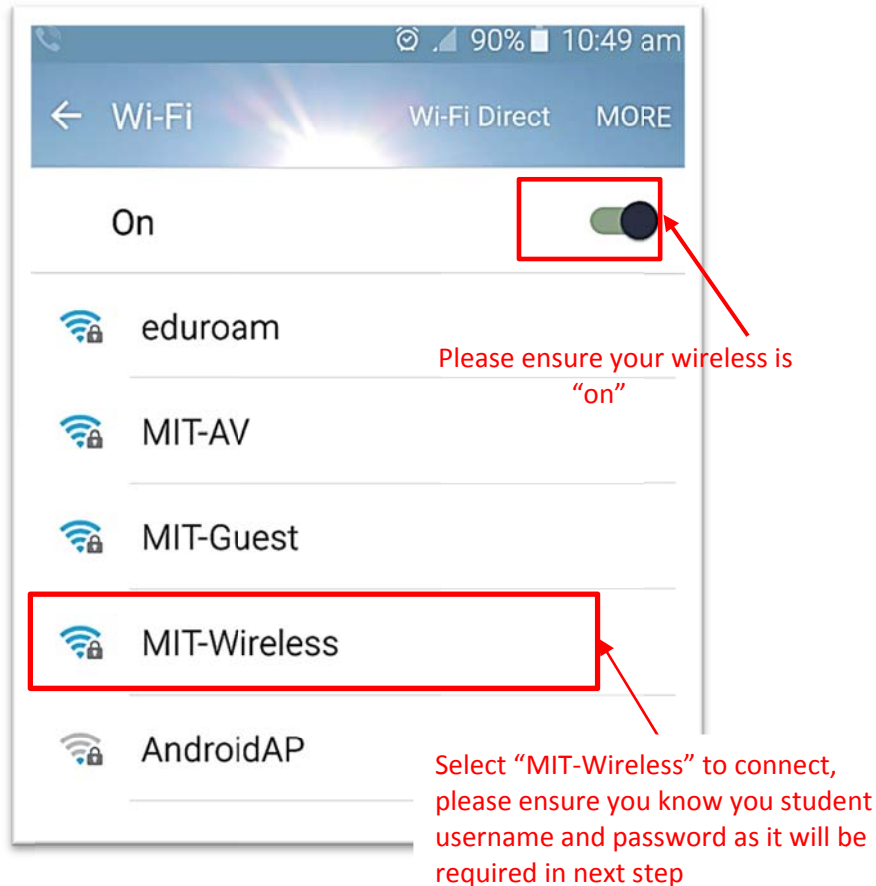 90% 10:49 am
Wi-Fi Wi-Fi Direct MORE
On
eduroam
Please ensure your wireless is
“on”
MIT-AV
MIT-Guest
MIT-Wireless
AndroidAP
Select “MIT-Wireless” to connect,
please ensure you know you student
username and password as it will be
required in next step